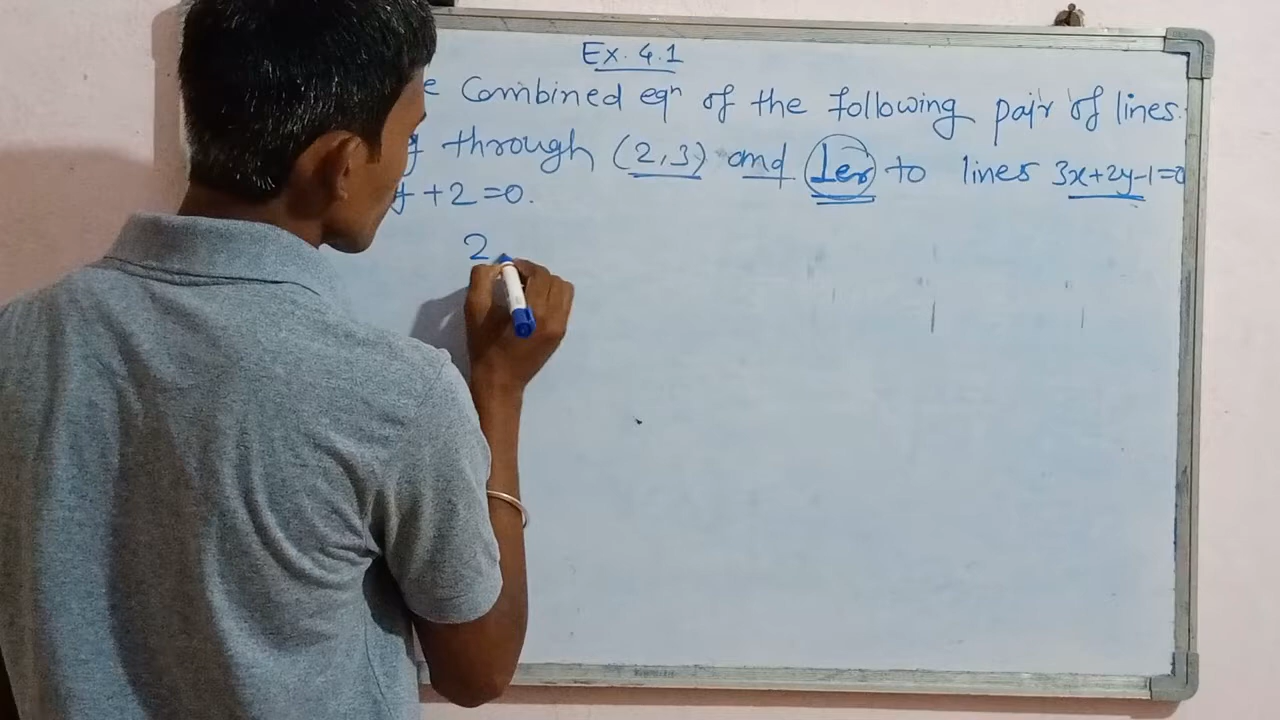 Ex. 4.1
e Combined eqn of the following pair of lines.
g through (2,3) and Ler to lines 3x+2y-1=0
y +2=0.
2